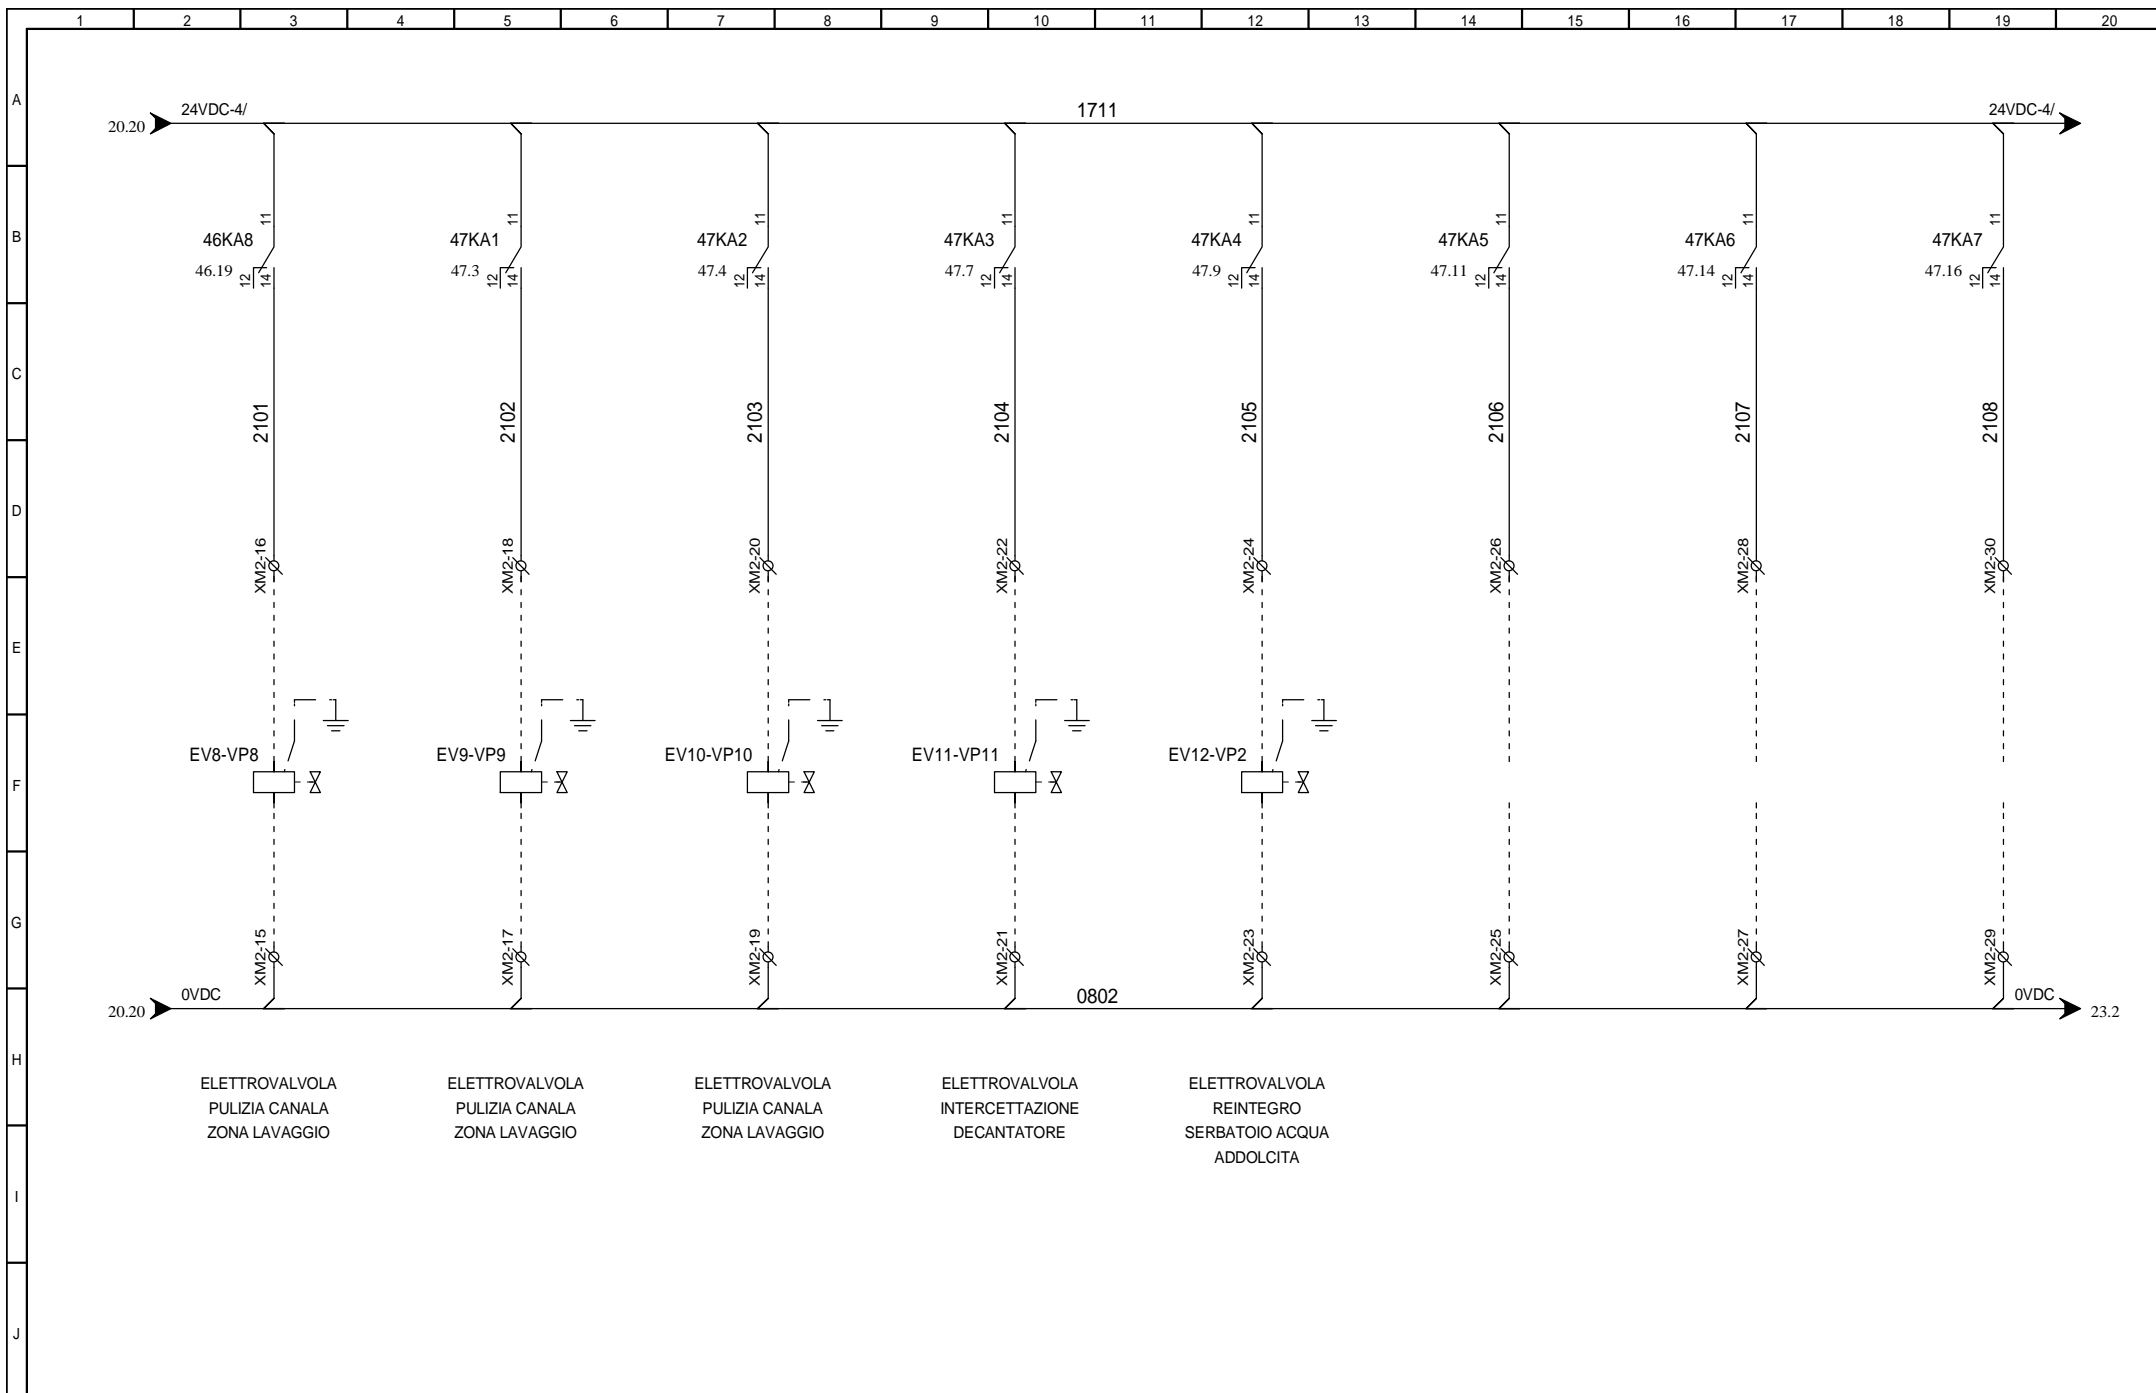 1 2 3 4 5 6 7 8 9 10 11 12 13 14 15 16 17 18 19 20
A
24VDC-4/ 1711 24VDC-4/
20.20
11 11 11 11 11 11 11 11
B
46KA8 47KA1 47KA2 47KA3 47KA4 47KA5 47KA6 47KA7
46.19 47.3 47.4 47.7 47.9 47.11 47.14 47.16
12 14 12 14 12 14 12 14 12 14 12 14 12 14 12 14
C
2101 2102 2103 2104 2105 2106 2107 2108
D
XM2-16 XM2-18 XM2-20 XM2-22 XM2-24 XM2-26 XM2-28 XM2-30
E
EV8-VP8 EV9-VP9 EV10-VP10 EV11-VP11 EV12-VP2
F
G
XM2-15 XM2-17 XM2-19 XM2-21 XM2-23 XM2-25 XM2-27 XM2-29
0VDC 0802 0VDC
20.20 23.2
H
ELETTROVALVOLA
PULIZIA CANALA
ZONA LAVAGGIO
ELETTROVALVOLA
PULIZIA CANALA
ZONA LAVAGGIO
ELETTROVALVOLA
PULIZIA CANALA
ZONA LAVAGGIO
ELETTROVALVOLA
INTERCETTAZIONE
DECANTATORE
ELETTROVALVOLA
REINTEGRO
SERBATOIO ACQUA
ADDOLCITA
I
J